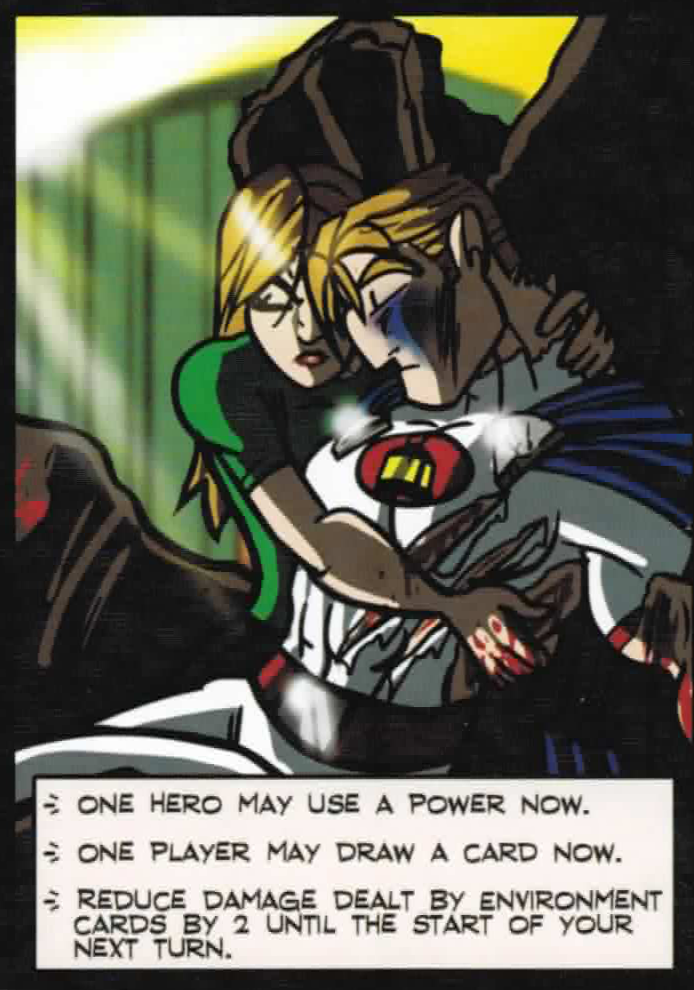 ONE HERO MAY USE A POWER NOW.
ONE PLAYER MAY DRAW A CARD NOW.
REDUCE DAMAGE DEALT BY ENVIRONMENT
CARDS BY 2 UNTIL THE START OF YOUR
NEXT TURN.